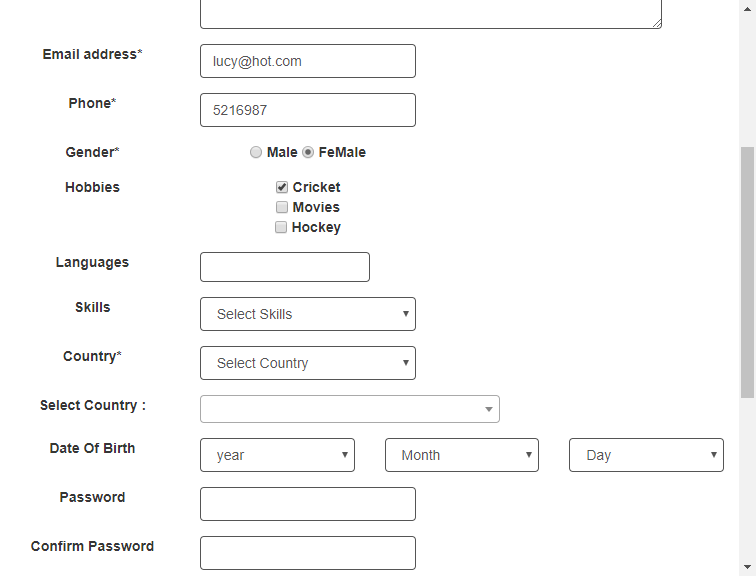 Email address*
lucy@hot.com
Phone*
5216987
Gender* Male FeMale
Hobbies Cricket
Movies
Hockey
Languages
Skills Select Skills
Country* Select Country
Select Country :
Date Of Birth year Month Day
Password
Confirm Password